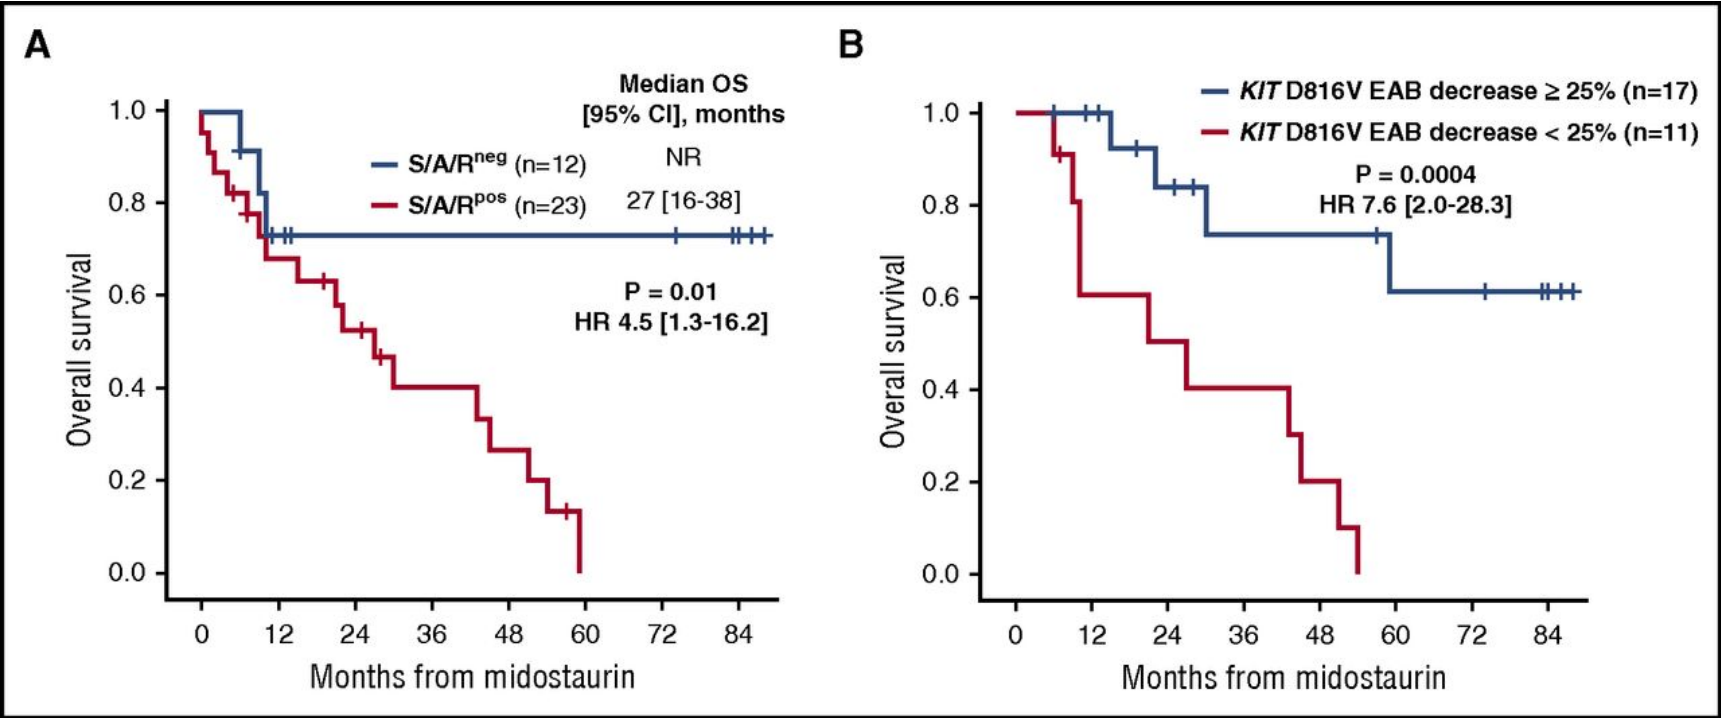 A
Median OS
[95% CI], months
S/A/Rneg (n=12) NR
S/A/Rpos (n=23) 27 [16-38]
P = 0.01
HR 4.5 [1.3-16.2]
Overall survival
1.0
0.8
0.6
0.4
0.2
0.0
0 12 24 36 48 60 72 84
Months from midostaurin
B
KIT D816V EAB decrease ≥ 25% (n=17)
KIT D816V EAB decrease < 25% (n=11)
P = 0.0004
HR 7.6 [2.0-28.3]
Overall survival
1.0
0.8
0.6
0.4
0.2
0.0
0 12 24 36 48 60 72 84
Months from midostaurin